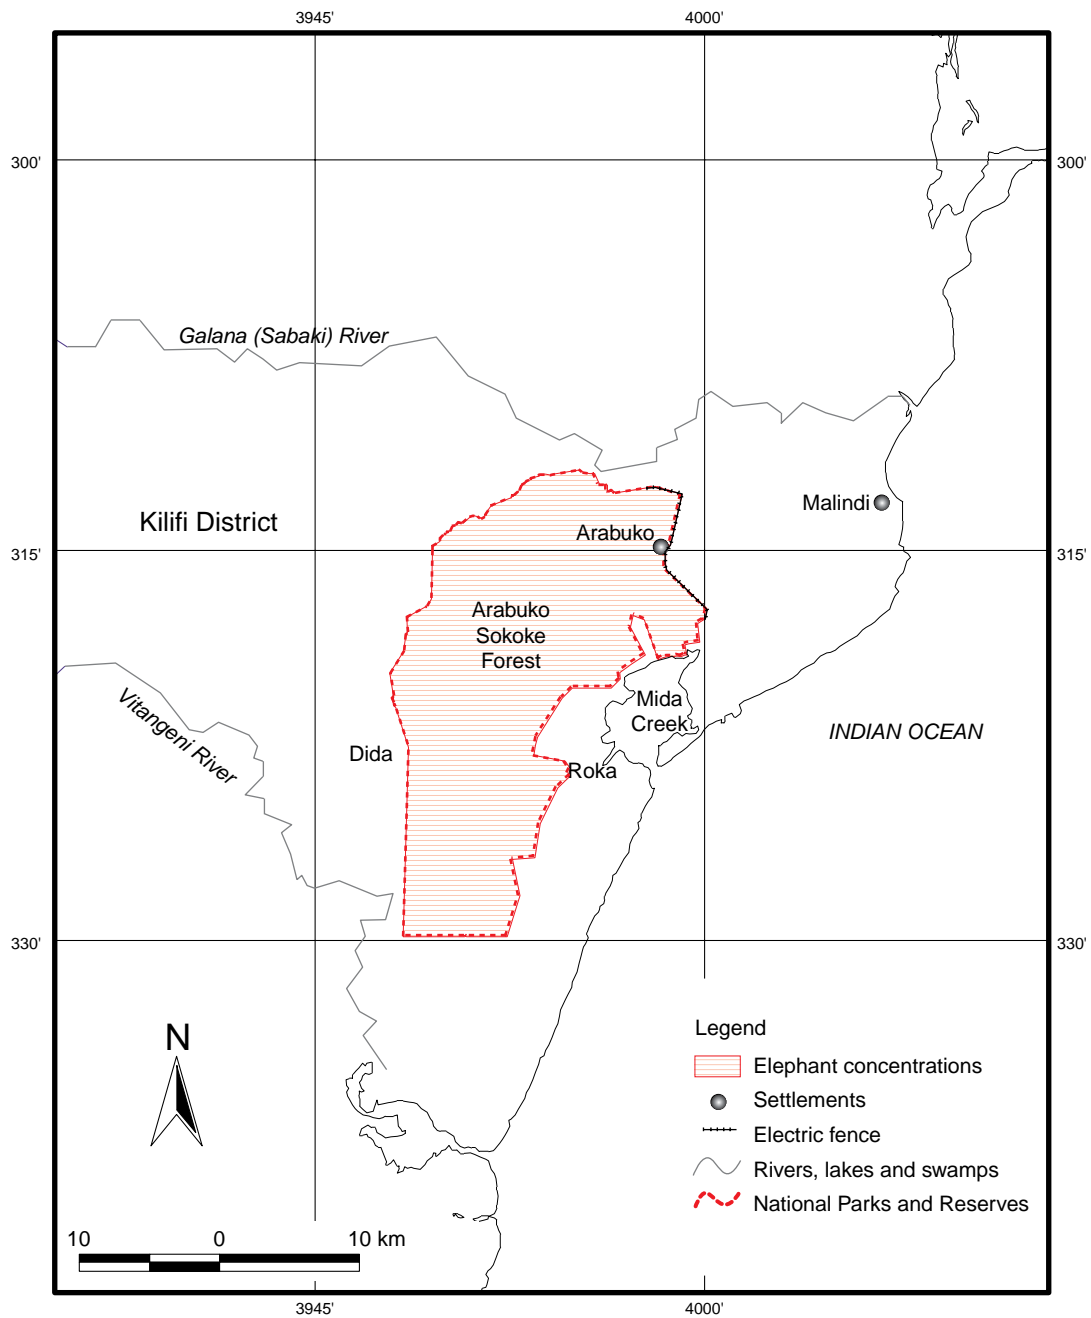 3945'
4000'
300'
300'
Galana (Sabaki) River
Malindi
Kilifi District
Arabuko
315'
315'
Arabuko
Sokoke
Forest
Vitangeni River
Mida
Creek
INDIAN OCEAN
Dida
Roka
330'
330'
Legend
N
Elephant concentrations
Settlements
Electric fence
Rivers, lakes and swamps
National Parks and Reserves
10
0
10 km
3945'
4000'